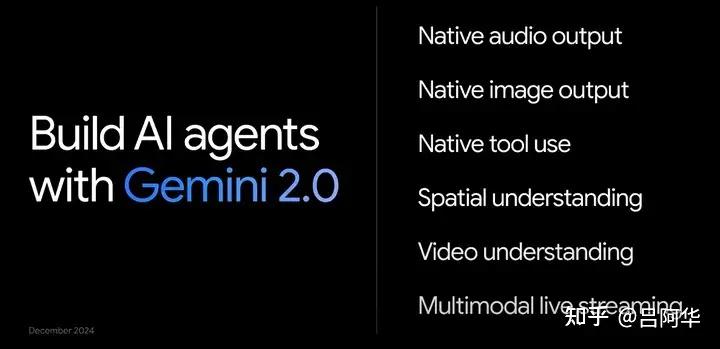 Build AI agents
with Gemini 2.0
December 2024
Native audio output
Native image output
Native tool use
Spatial understanding
Video understanding
Multimodal live streaming
知乎 @吕阿华